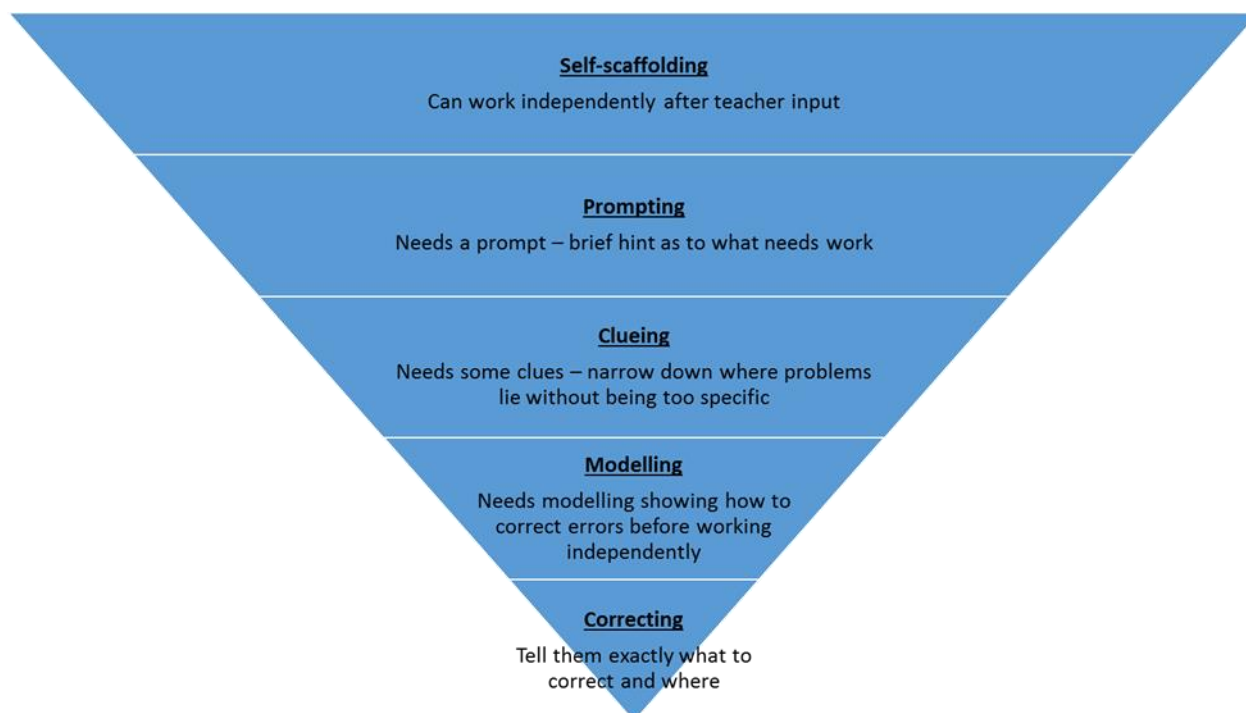 Self-scaffolding
Can work independently after teacher input
Prompting
Needs a prompt – brief hint as to what needs work
Clueing
Needs some clues – narrow down where problems
lie without being too specific
Modelling
Needs modelling showing how to
correct errors before working
independently
Correcting
Tell them exactly what to
correct and where